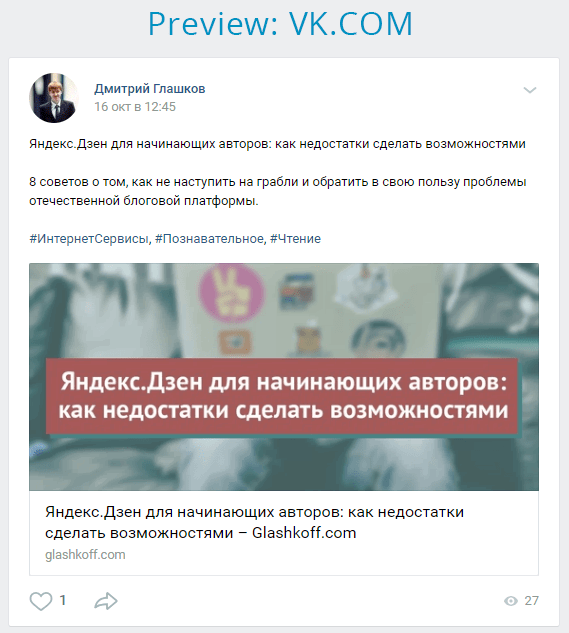 Preview: VK.COM
Дмитрий Глашков
16 окт в 12:45
Яндекс.Дзен для начинающих авторов: как недостатки сделать возможностями
8 советов о том, как не наступить на грабли и обратить в свою пользу проблемы
отечественной блоговой платформы.
#ИнтернетСервисы, #Познавательное, #Чтение
Яндекс.Дзен для начинающих авторов:
как недостатки сделать возможностями
Яндекс.Дзен для начинающих авторов: как недостатки
сделать возможностями – Glashkoff.com
glashkoff.com
1
27